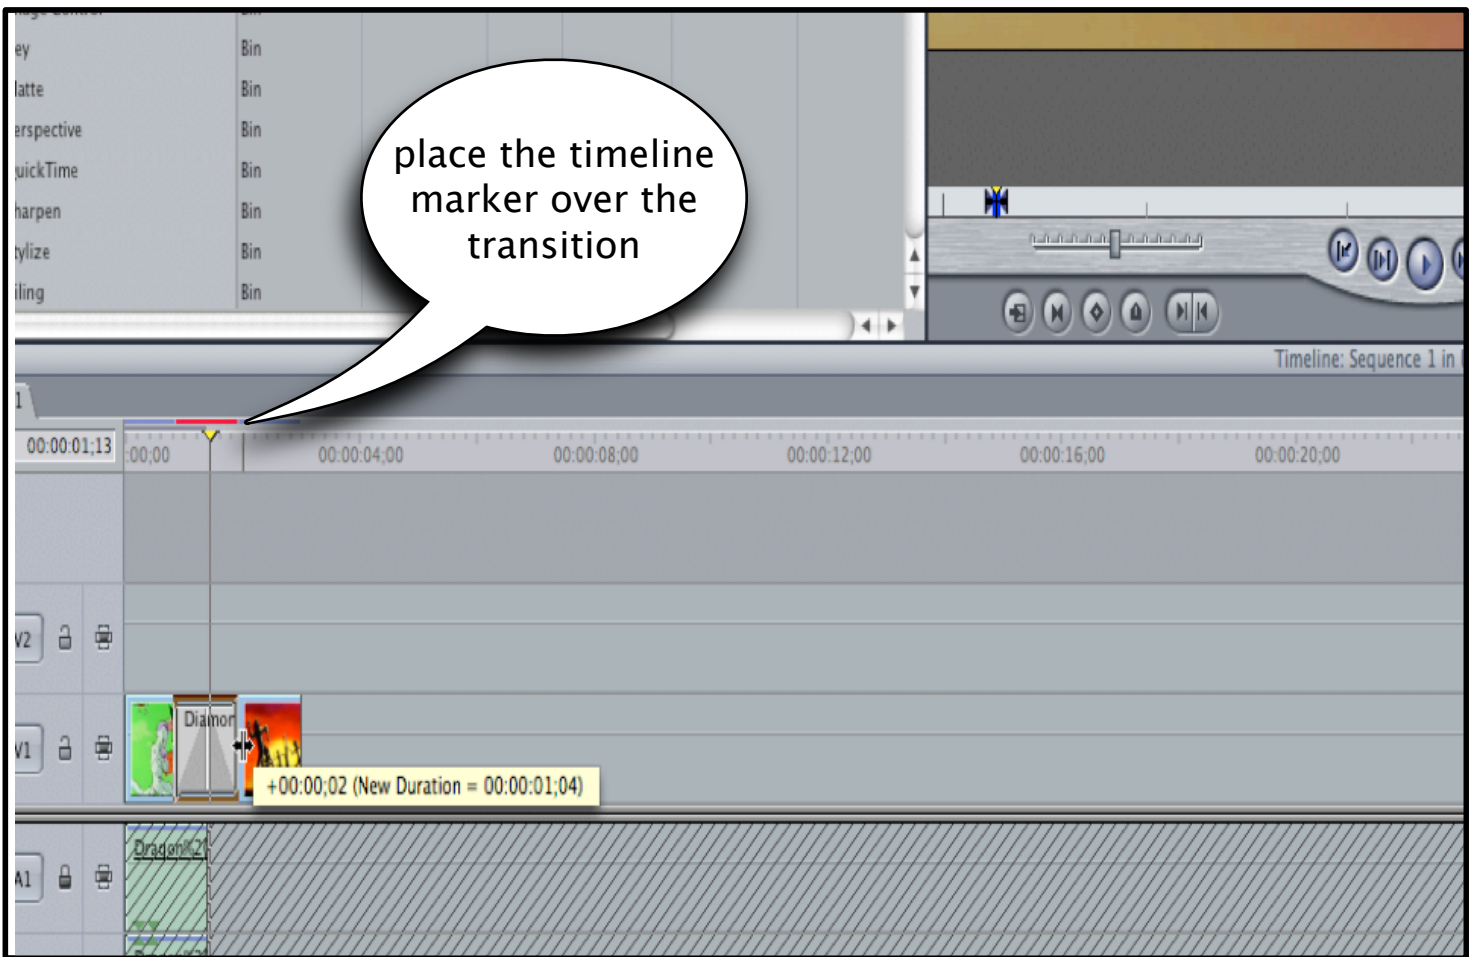 ey Bin
latte Bin
erspective Bin
uickTime Bin
harpen Bin
tylize Bin
iling Bin
place the timeline
marker over the
transition
Timeline: Sequence 1 in
1
00:00:01;13
:00;00 00:00:04;00 00:00:08;00 00:00:12;00 00:00:16;00 00:00:20;00
V2
V1
Diamon
+00:00;02 (New Duration = 00:00:01;04)
A1
Dragon%2